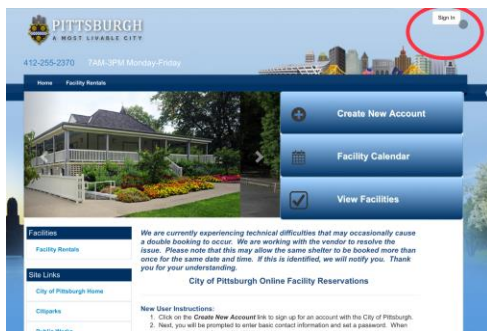 PITTSBURGH
A MOST LIVABLE CITY
Sign In
412-255-2370 7AM-3PM Monday-Friday
Home Facility Rentals
Create New Account
Facility Calendar
View Facilities
Facilities
Facility Rentals
Site Links
City of Pittsburgh Home
Citiparks
Public Works
We are currently experiencing technical difficulties that may occasionally cause
a double booking to occur. We are working with the vendor to resolve the
issue. Please note that this may allow the same shelter to be booked more than
once for the same date and time. If this is identified, we will notify you. Thank
you for your understanding.
City of Pittsburgh Online Facility Reservations
New User Instructions:
1. Click on the Create New Account link to sign up for an account with the City of Pittsburgh.
2. Next, you will be prompted to enter basic contact information and set a password. When